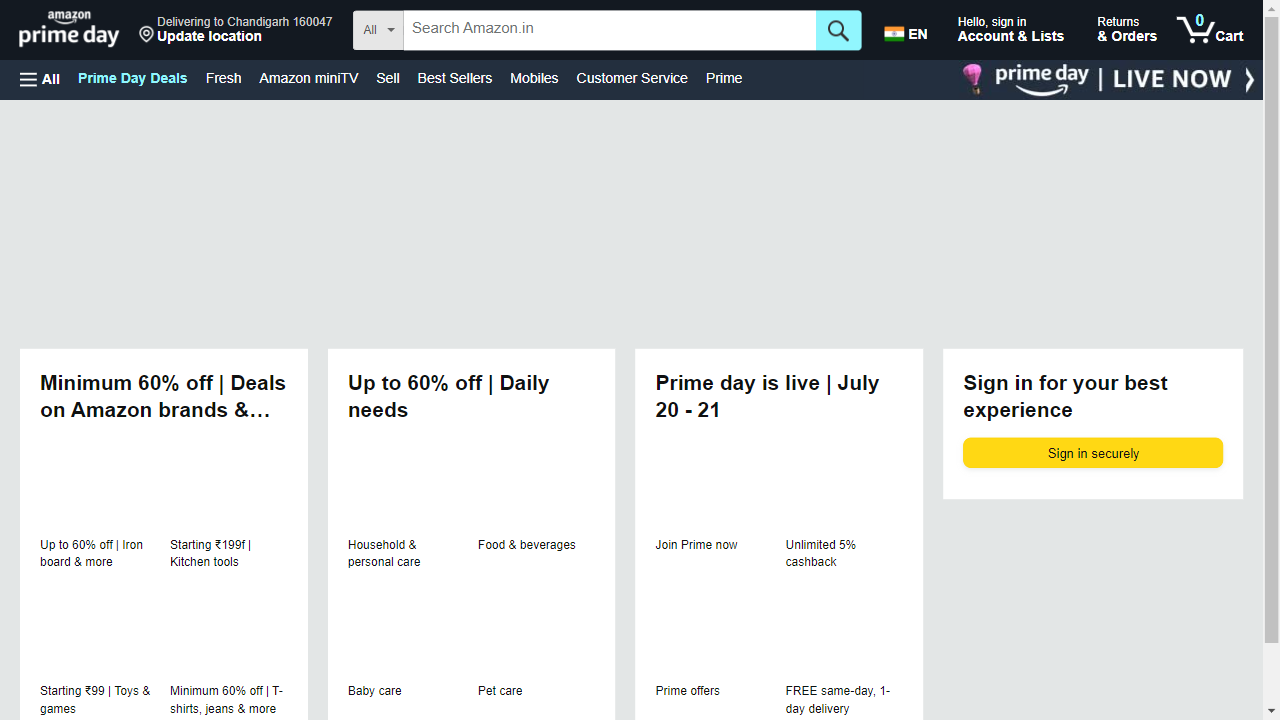 amazon
prime day
Delivering to Chandigarh 160047
Update location
All
Search Amazon.in
EN
Hello, sign in
Account & Lists
Returns
& Orders
0
Cart
All
Prime Day Deals
Fresh
Amazon miniTV
Sell
Best Sellers
Mobiles
Customer Service
Prime
prime day | LIVE NOW
Minimum 60% off | Deals
on Amazon brands &…
Up to 60% off | Iron
board & more
Starting ₹199f |
Kitchen tools
Starting ₹99 | Toys &
games
Minimum 60% off | T-
shirts, jeans & more
Up to 60% off | Daily
needs
Household &
personal care
Food & beverages
Baby care
Pet care
Prime day is live | July
20 - 21
Join Prime now
Unlimited 5%
cashback
Prime offers
FREE same-day, 1-
day delivery
Sign in for your best
experience
Sign in securely